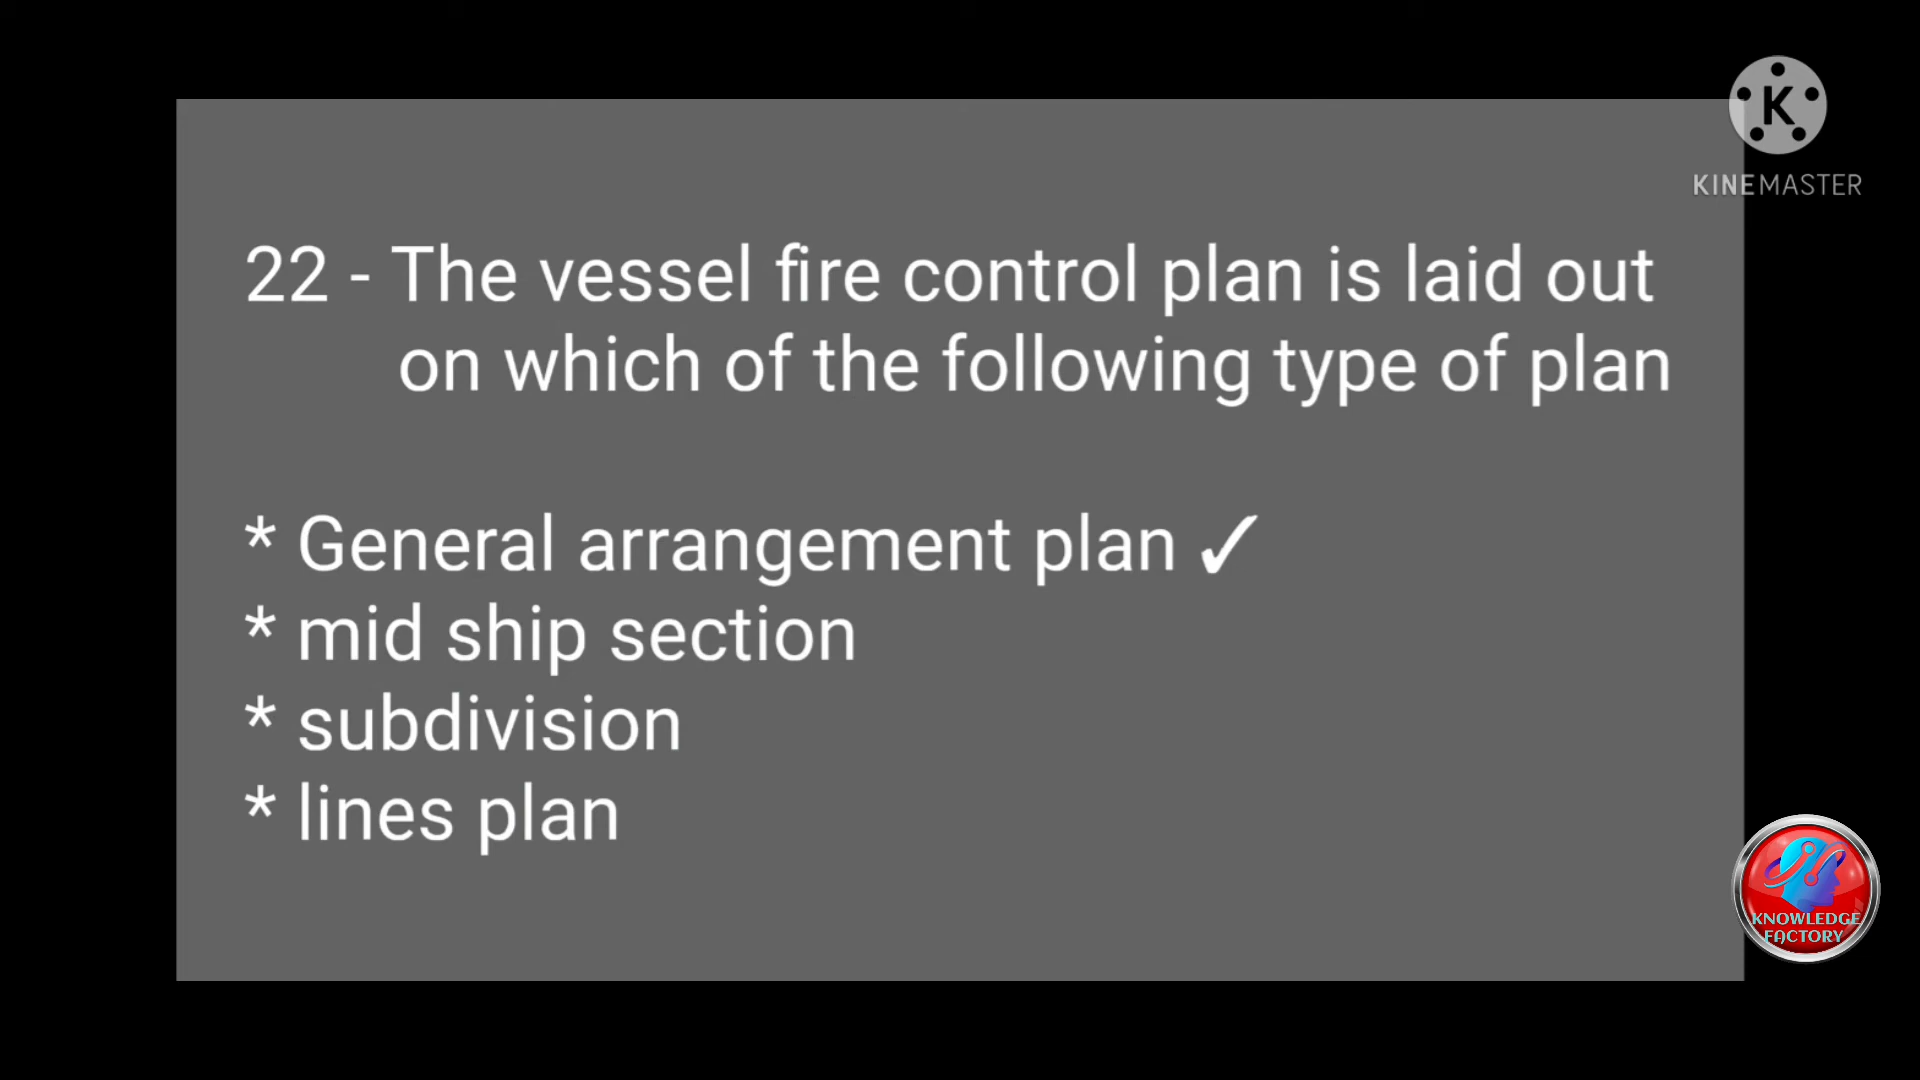 KINEMASTER
22 - The vessel fire control plan is laid out
on which of the following type of plan
* General arrangement plan ✓
* mid ship section
* subdivision
* lines plan
KNOWLEDGE
FACTORY